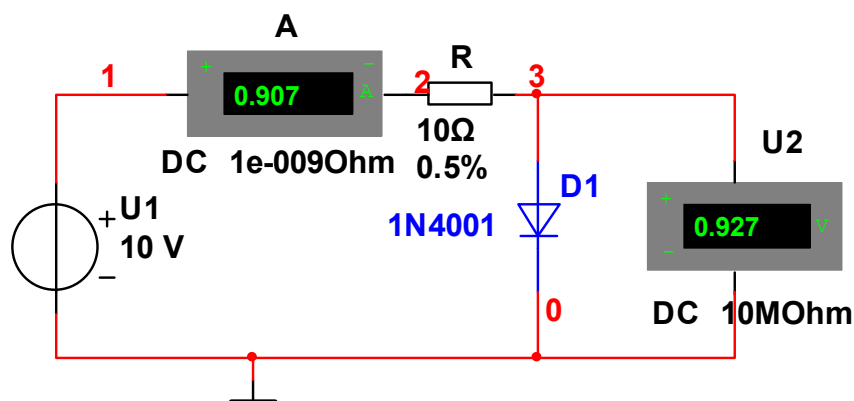 A
1
+
−
0.907
A
2
R
3
DC 1e-009Ohm
10Ω
0.5%
U1
10 V
+
−
D1
1N4001
0
U2
+
−
0.927
V
DC 10MOhm